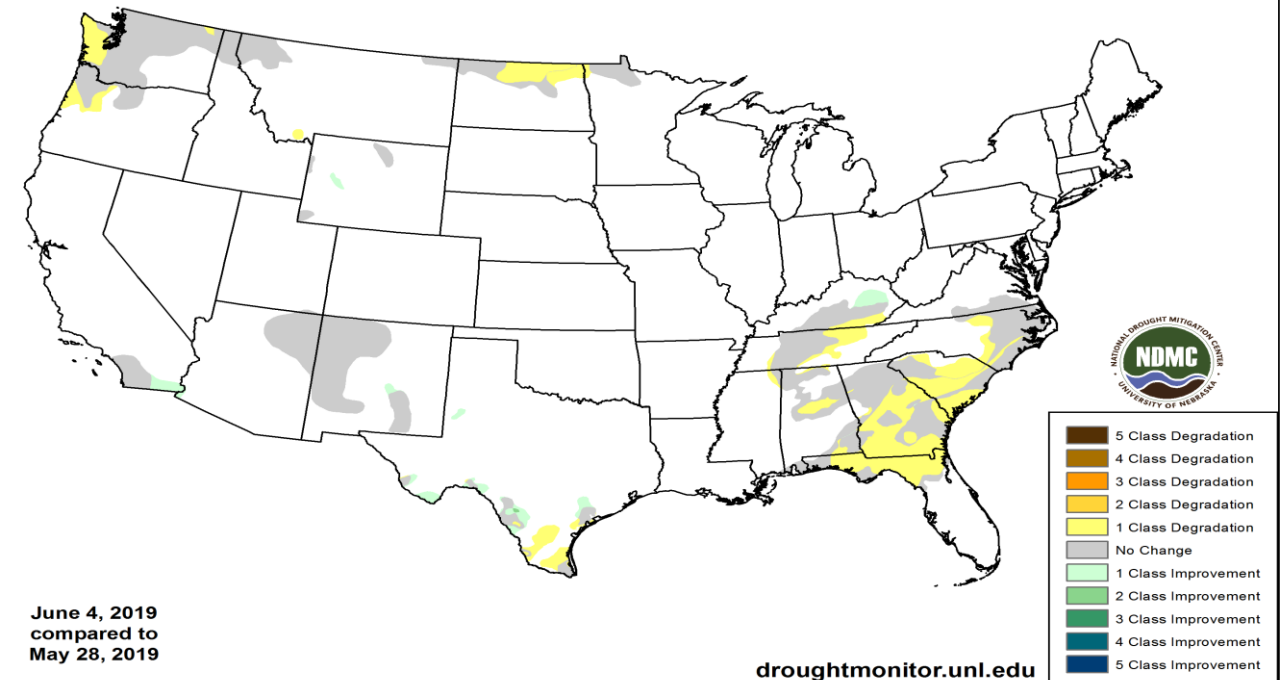 NATIONAL DROUGHT MITIGATION CENTER
NDMC
UNIVERSITY OF NEBRASKA
5 Class Degradation
4 Class Degradation
3 Class Degradation
2 Class Degradation
1 Class Degradation
No Change
1 Class Improvement
2 Class Improvement
3 Class Improvement
4 Class Improvement
5 Class Improvement
June 4, 2019
compared to
May 28, 2019
droughtmonitor.unl.edu